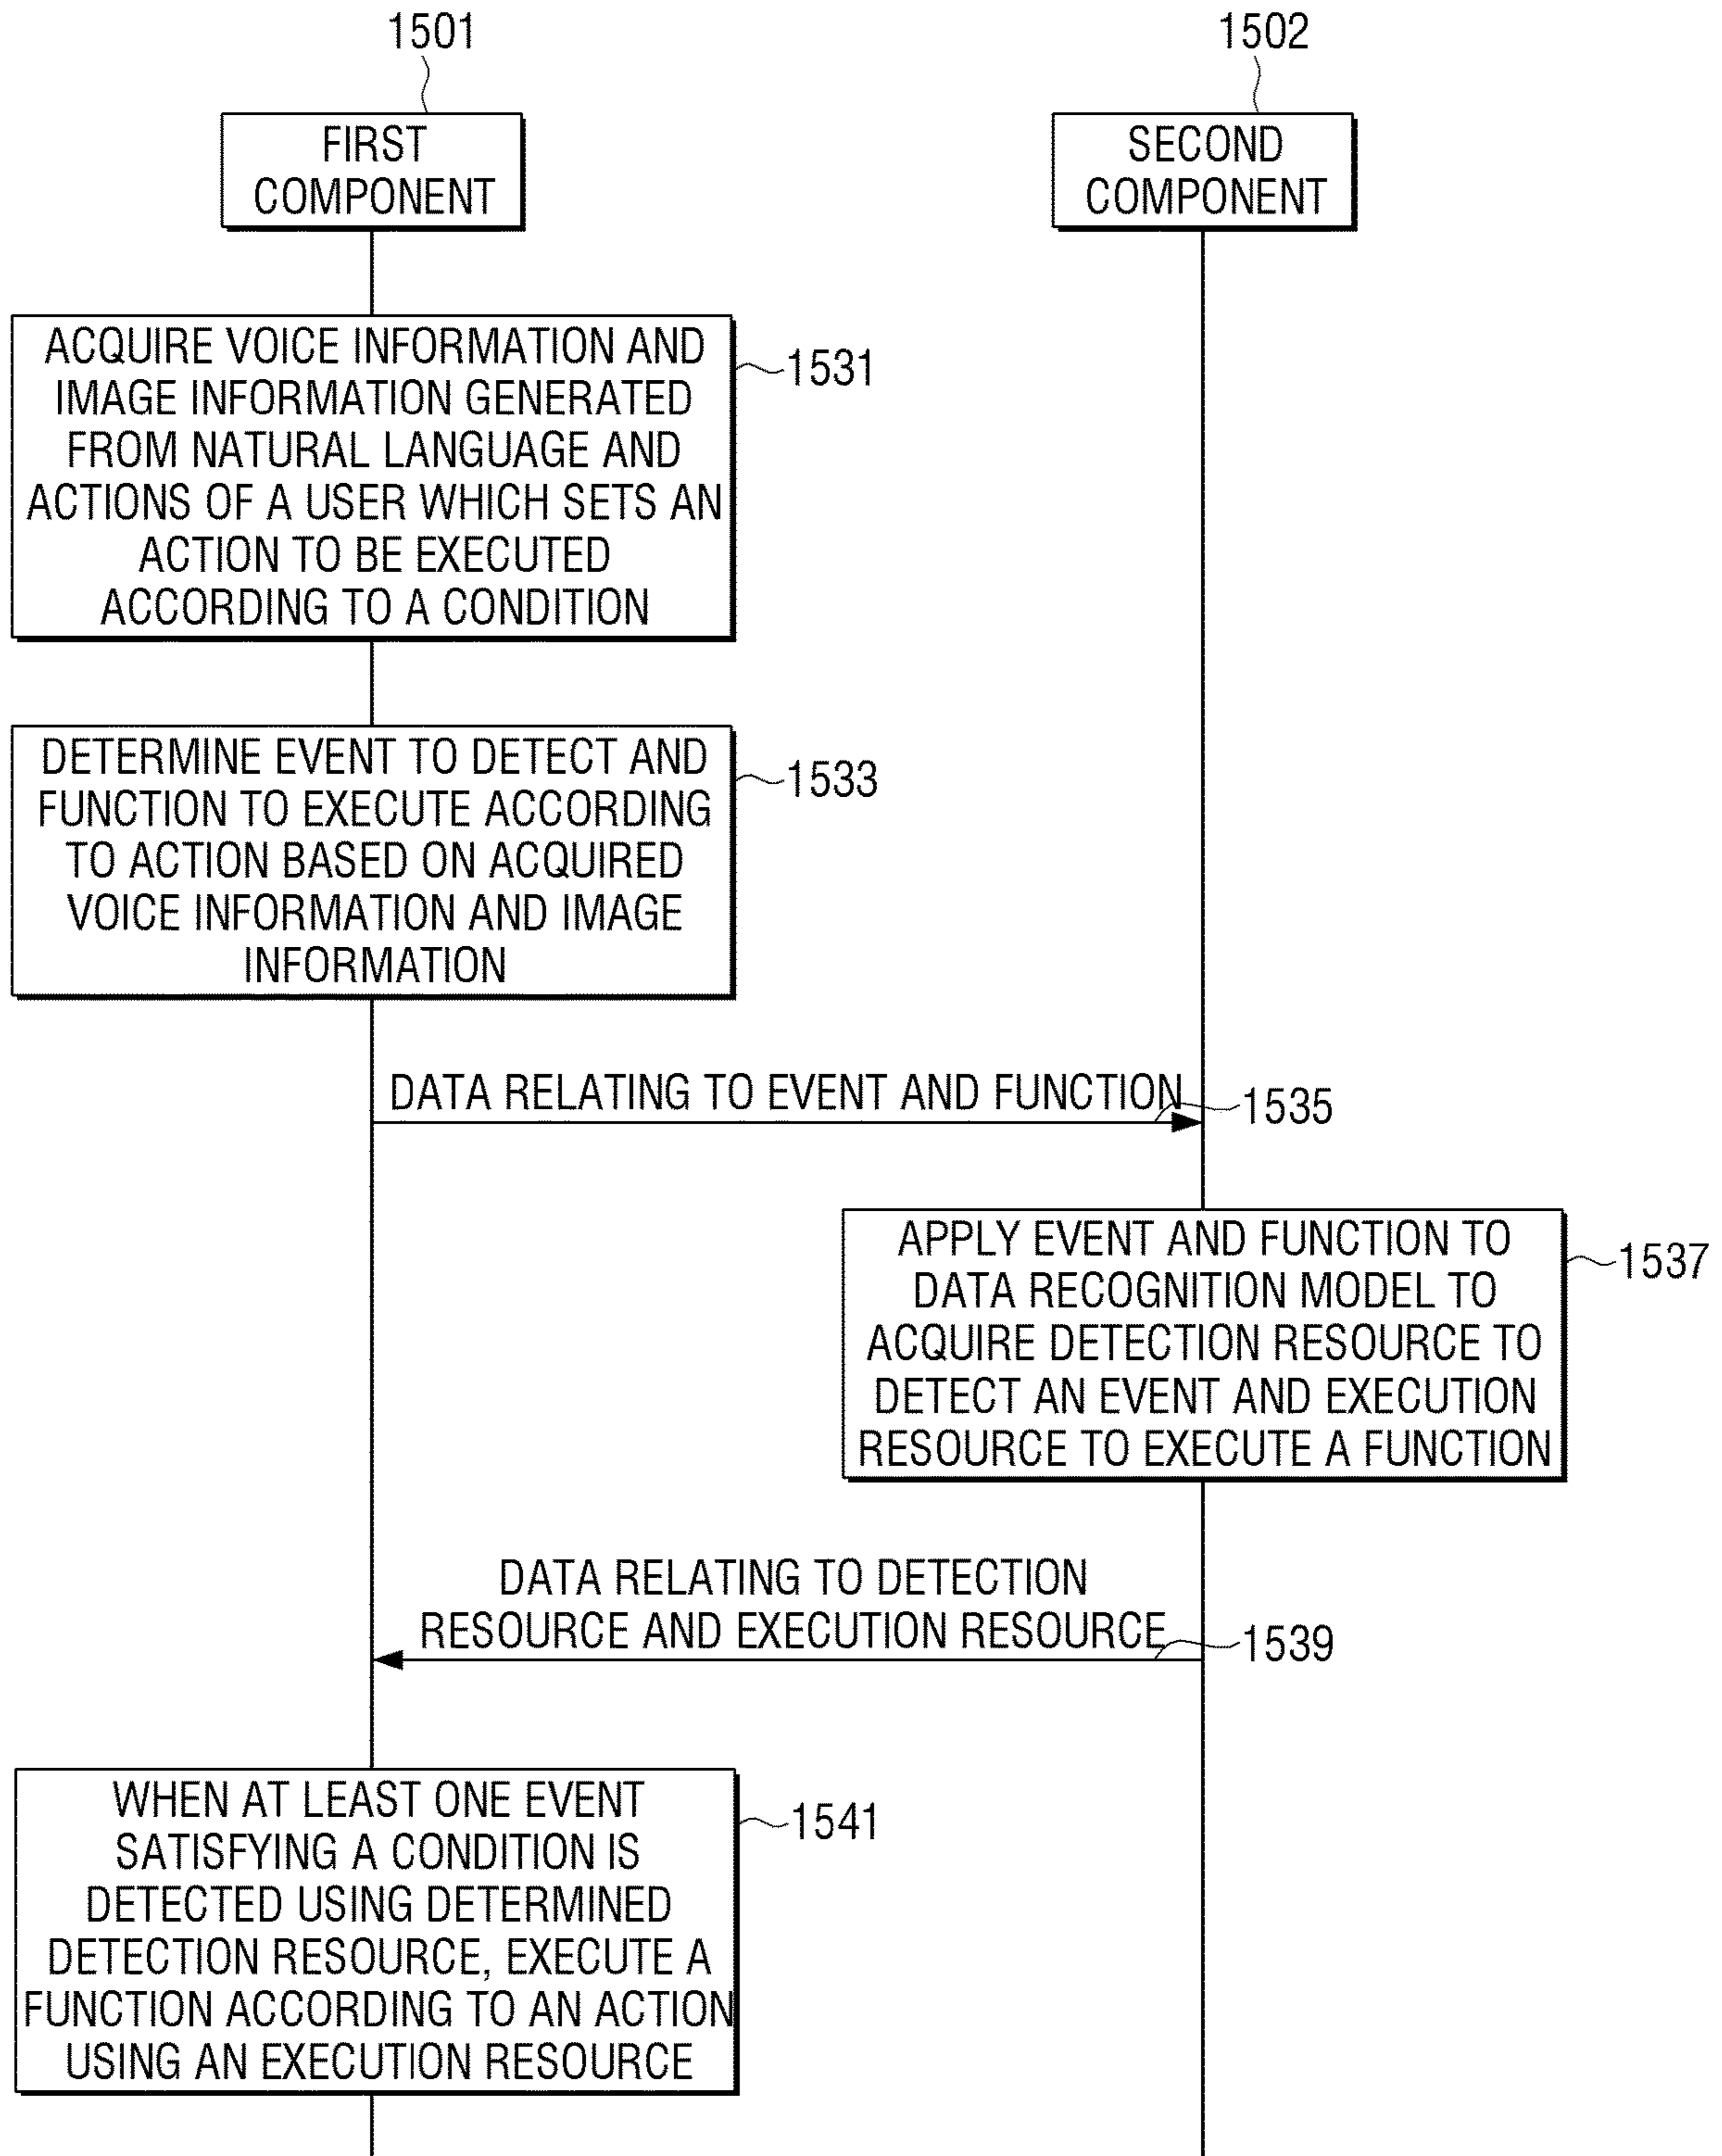 1501
1502
FIRST
COMPONENT
SECOND
COMPONENT
ACQUIRE VOICE INFORMATION AND
IMAGE INFORMATION GENERATED
FROM NATURAL LANGUAGE AND
ACTIONS OF A USER WHICH SETS AN
ACTION TO BE EXECUTED
ACCORDING TO A CONDITION
1531
DETERMINE EVENT TO DETECT AND
FUNCTION TO EXECUTE ACCORDING
TO ACTION BASED ON ACQUIRED
VOICE INFORMATION AND IMAGE
INFORMATION
1533
DATA RELATING TO EVENT AND FUNCTION
1535
APPLY EVENT AND FUNCTION TO
DATA RECOGNITION MODEL TO
ACQUIRE DETECTION RESOURCE TO
DETECT AN EVENT AND EXECUTION
RESOURCE TO EXECUTE A FUNCTION
1537
DATA RELATING TO DETECTION
RESOURCE AND EXECUTION RESOURCE
1539
WHEN AT LEAST ONE EVENT
SATISFYING A CONDITION IS
DETECTED USING DETERMINED
DETECTION RESOURCE, EXECUTE A
FUNCTION ACCORDING TO AN ACTION
USING AN EXECUTION RESOURCE
1541